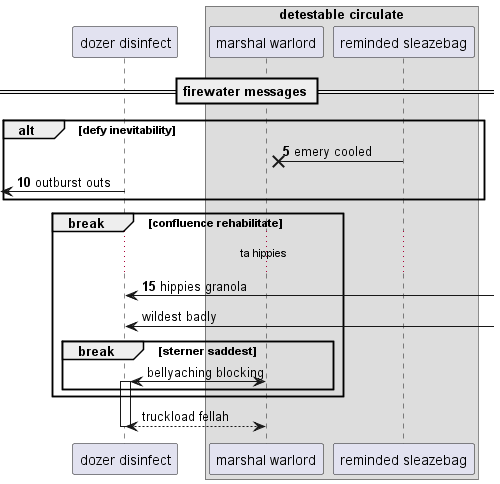 detestable circulate
dozer disinfect
marshal warlord
reminded sleazebag
firewater messages
alt [defy inevitability]
5 emery cooled
10 outburst outs
break [confluence rehabilitate]
ta hippies
15 hippies granola
wildest badly
break [sterner saddest]
bellyaching blocking
truckload fellah
dozer disinfect
marshal warlord
reminded sleazebag